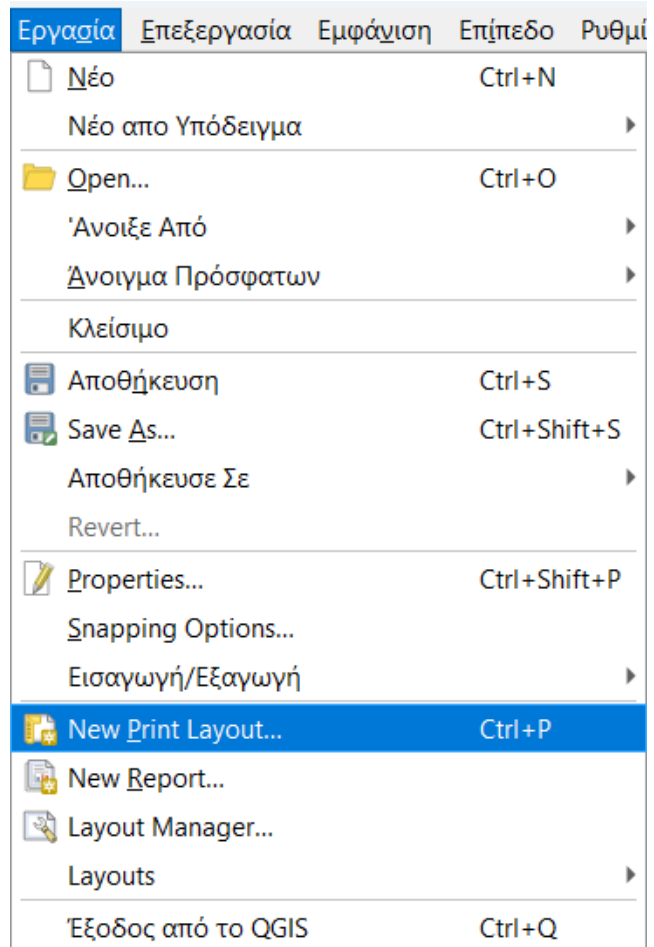 Εργασία Επεξεργασία Εμφάνιση Επίπεδο Ρυθμί
Νέο Ctrl+N
Νέο απο Υπόδειγμα
Open... Ctrl+O
'Ανοιξε Από
Άνοιγμα Πρόσφατων
Κλείσιμο
Αποθήκευση Ctrl+S
Save As... Ctrl+Shift+S
Αποθήκευσε Σε
Revert...
Properties... Ctrl+Shift+P
Snapping Options...
Εισαγωγή/Εξαγωγή
New Print Layout... Ctrl+P
New Report...
Layout Manager...
Layouts
Έξοδος από το QGIS Ctrl+Q